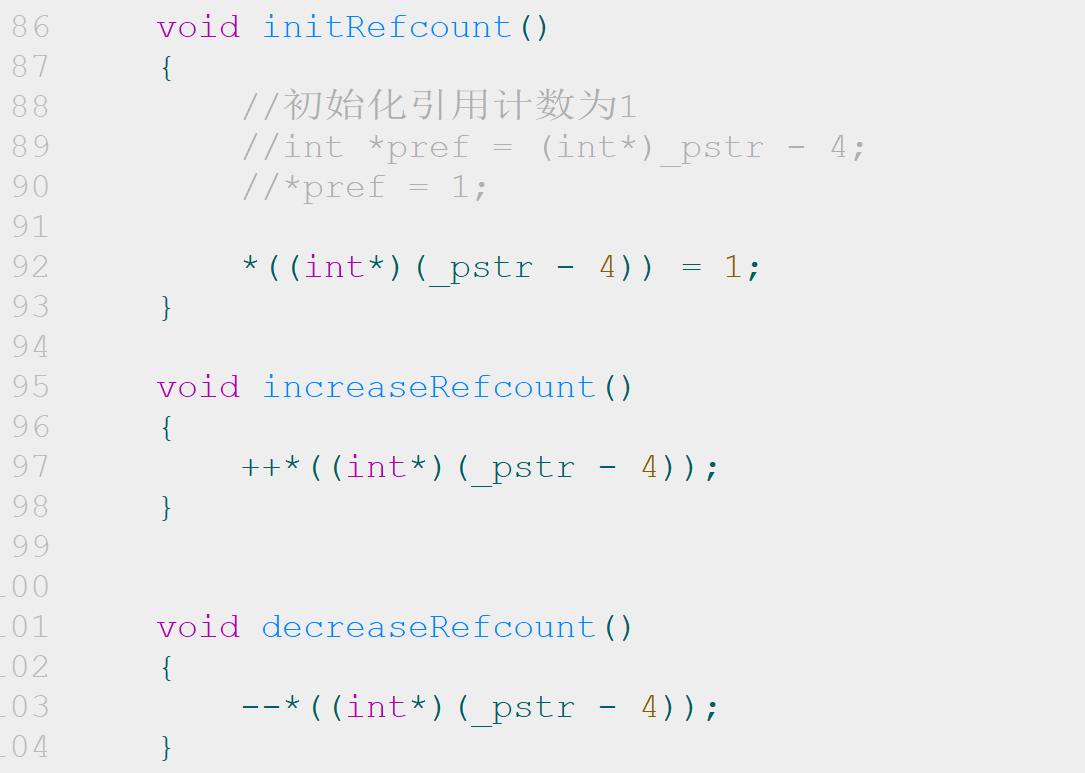 86 void initRefcount()
87 {
88 //初始化引用计数为1
89 //int *pref = (int*)_pstr - 4;
90 //*pref = 1;
91
92 *((int*)(_pstr - 4)) = 1;
93 }
94
95 void increaseRefcount()
96 {
97 ++*((int*)(_pstr - 4));
98 }
99
100
101 void decreaseRefcount()
102 {
103 --*((int*)(_pstr - 4));
104 }